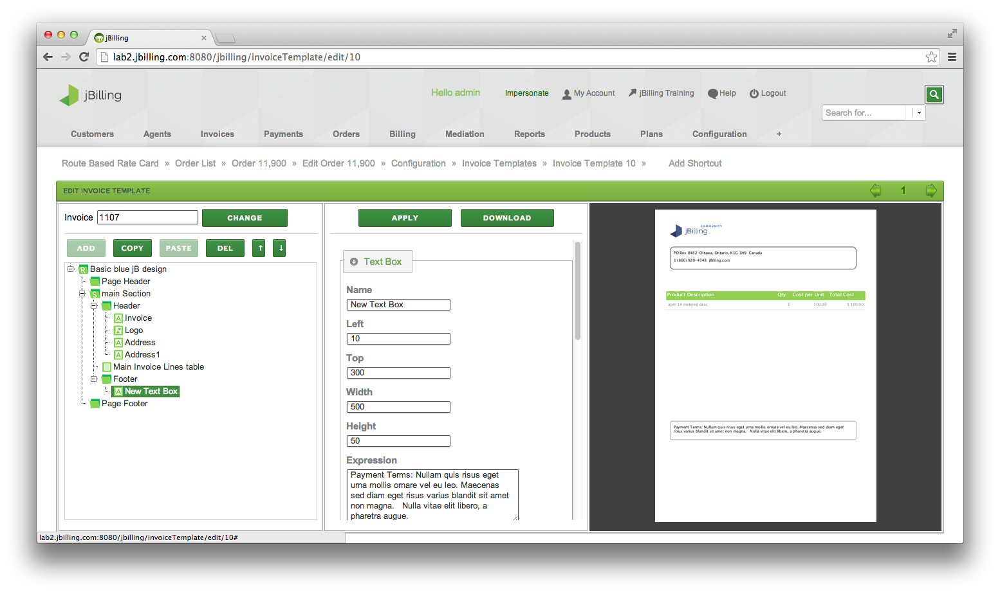 jBilling
lab2.jbilling.com:8080/jbilling/invoiceTemplate/edit/10
jBilling
Hello admin Impersonate My Account jBilling Training Help Logout
Search for...
Customers Agents Invoices Payments Orders Billing Mediation Reports Products Plans Configuration +
Route Based Rate Card » Order List » Order 11,900 » Edit Order 11,900 » Configuration » Invoice Templates » Invoice Template 10 » Add Shortcut
EDIT INVOICE TEMPLATE 1
Invoice 1107 CHANGE
ADD COPY PASTE DEL ↑ ↓
Basic blue jB design
Page Header
main Section
Header
Invoice
Logo
Address
Address1
Main Invoice Lines table
Footer
New Text Box
Page Footer
APPLY DOWNLOAD
Text Box
Name
New Text Box
Left
10
Top
300
Width
500
Height
50
Expression
Payment Terms: Nullam quis risus eget
urna mollis ornare vel eu leo. Maecenas
sed diam eget risus varius blandit sit amet
non magna. Nulla vitae elit libero, a
pharetra augue.
COMMUNITY
jBilling
PO Box 8482 Ottawa, Ontario, K1G 3H9 Canada
1 (866) 920-4348 jBilling.com
Product Description Qty Cost per Unit Total Cost
april 14 metered desc 1 100.00 $ 100.00
Payment Terms: Nullam quis risus eget urna mollis ornare vel eu leo. Maecenas sed diam eget
risus varius blandit sit amet non magna. Nulla vitae elit libero, a pharetra augue.
lab2.jbilling.com:8080/jbilling/invoiceTemplate/edit/10#